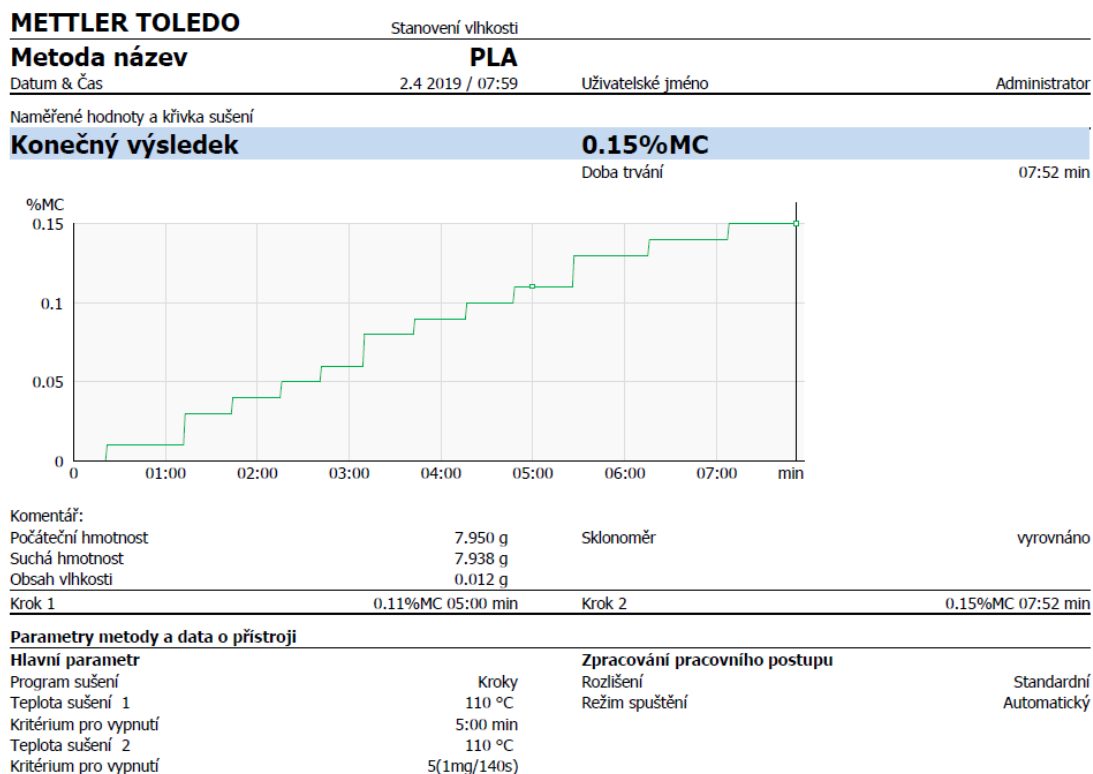 METTLER TOLEDO Stanovení vlhkosti
Metoda název PLA
Datum & Čas 2.4 2019 / 07:59 Uživatelské jméno Administrator
Naměřené hodnoty a křivka sušení
Konečný výsledek 0.15%MC
Doba trvání 07:52 min
%MC
0.15
0.1
0.05
0
0 01:00 02:00 03:00 04:00 05:00 06:00 07:00 min
Komentář:
Počáteční hmotnost 7.950 g Sklonoměr vyrovnáno
Suchá hmotnost 7.938 g
Obsah vlhkosti 0.012 g
Krok 1 0.11%MC 05:00 min Krok 2 0.15%MC 07:52 min
Parametry metody a data o přístroji
Hlavní parametr Zpracování pracovního postupu
Program sušení Kroky Rozlišení Standardní
Teplota sušení 1 110 °C Režim spuštění Automatický
Kritérium pro vypnutí 5:00 min
Teplota sušení 2 110 °C
Kritérium pro vypnutí 5(1mg/140s)